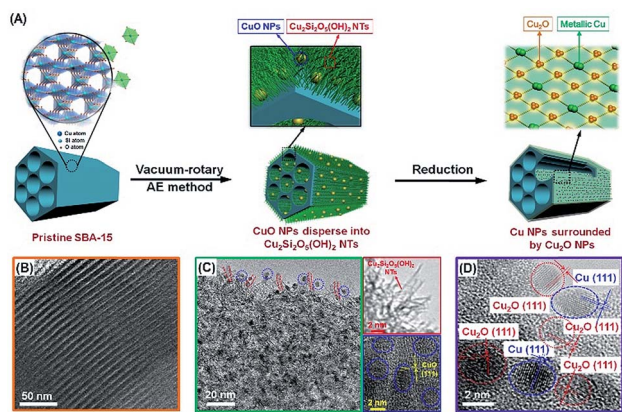 (A)
CuO NPs
Cu₂Si₂O₅(OH)₂ NTs
Cu₂O
Metallic Cu
Cu atom
Si atom
O atom
Vacuum-rotary
AE method
Reduction
Pristine SBA-15
CuO NPs disperse into
Cu₂Si₂O₅(OH)₂ NTs
Cu NPs surrounded
by Cu₂O NPs
(B)
50 nm
(C)
20 nm
Cu₂Si₂O₅(OH)₂
NTs
2 nm
CuO
(111)
2 nm
(D)
Cu (111)
Cu₂O (111)
Cu₂O (111)
Cu₂O (111)
Cu (111)
Cu₂O (111)
2 nm